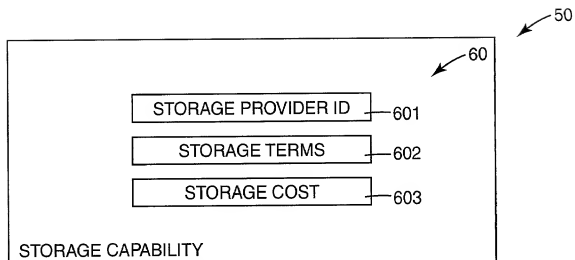 50
60
STORAGE PROVIDER ID 601
STORAGE TERMS 602
STORAGE COST 603
STORAGE CAPABILITY